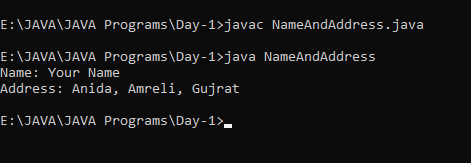 E:\JAVA\JAVA Programs\Day-1>javac NameAndAddress.java
E:\JAVA\JAVA Programs\Day-1>java NameAndAddress
Name: Your Name
Address: Anida, Amreli, Gujrat
E:\JAVA\JAVA Programs\Day-1>